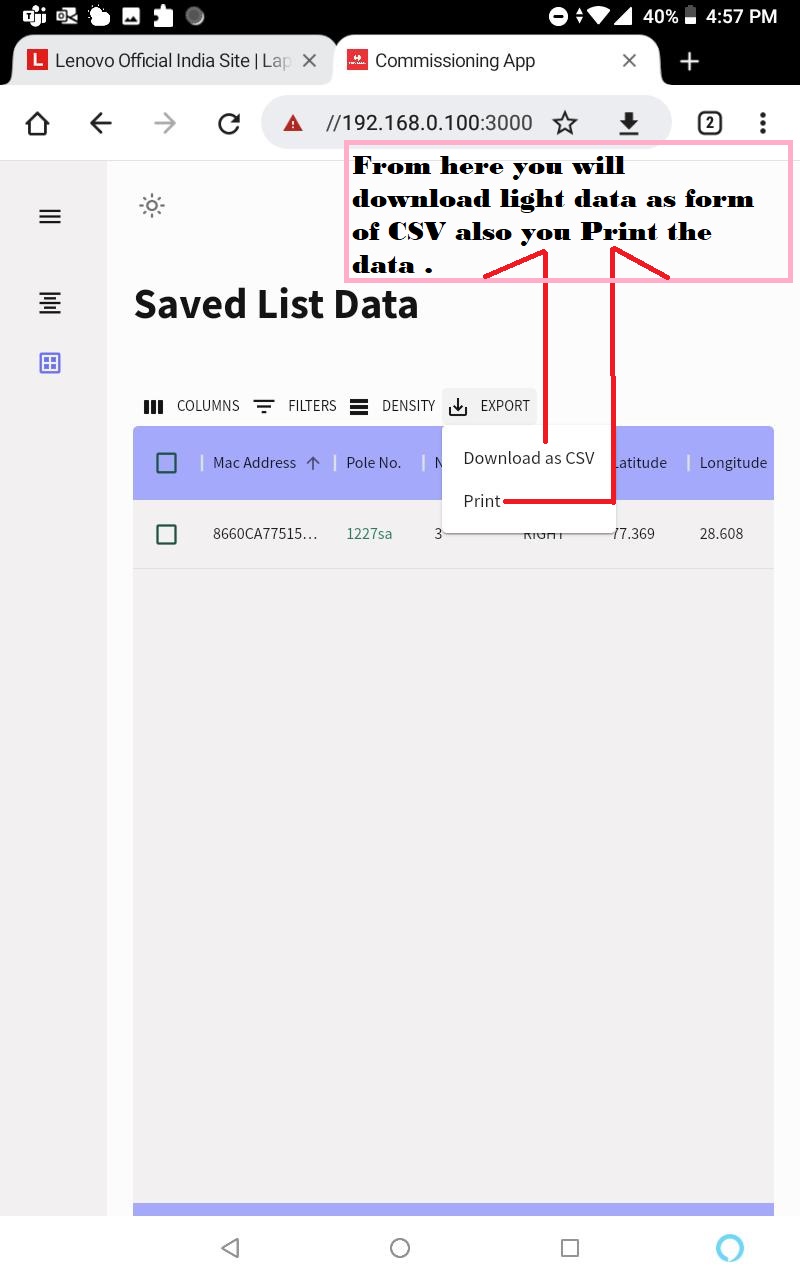 40% 4:57 PM
L Lenovo Official India Site | Lap
Commissioning App
//192.168.0.100:3000
2
From here you will
download light data as form
of CSV also you Print the
data .
Saved List Data
COLUMNS FILTERS DENSITY EXPORT
Download as CSV
Print
Mac Address Pole No. N Latitude Longitude
8660CA77515... 1227sa 3 RIGHT 77.369 28.608